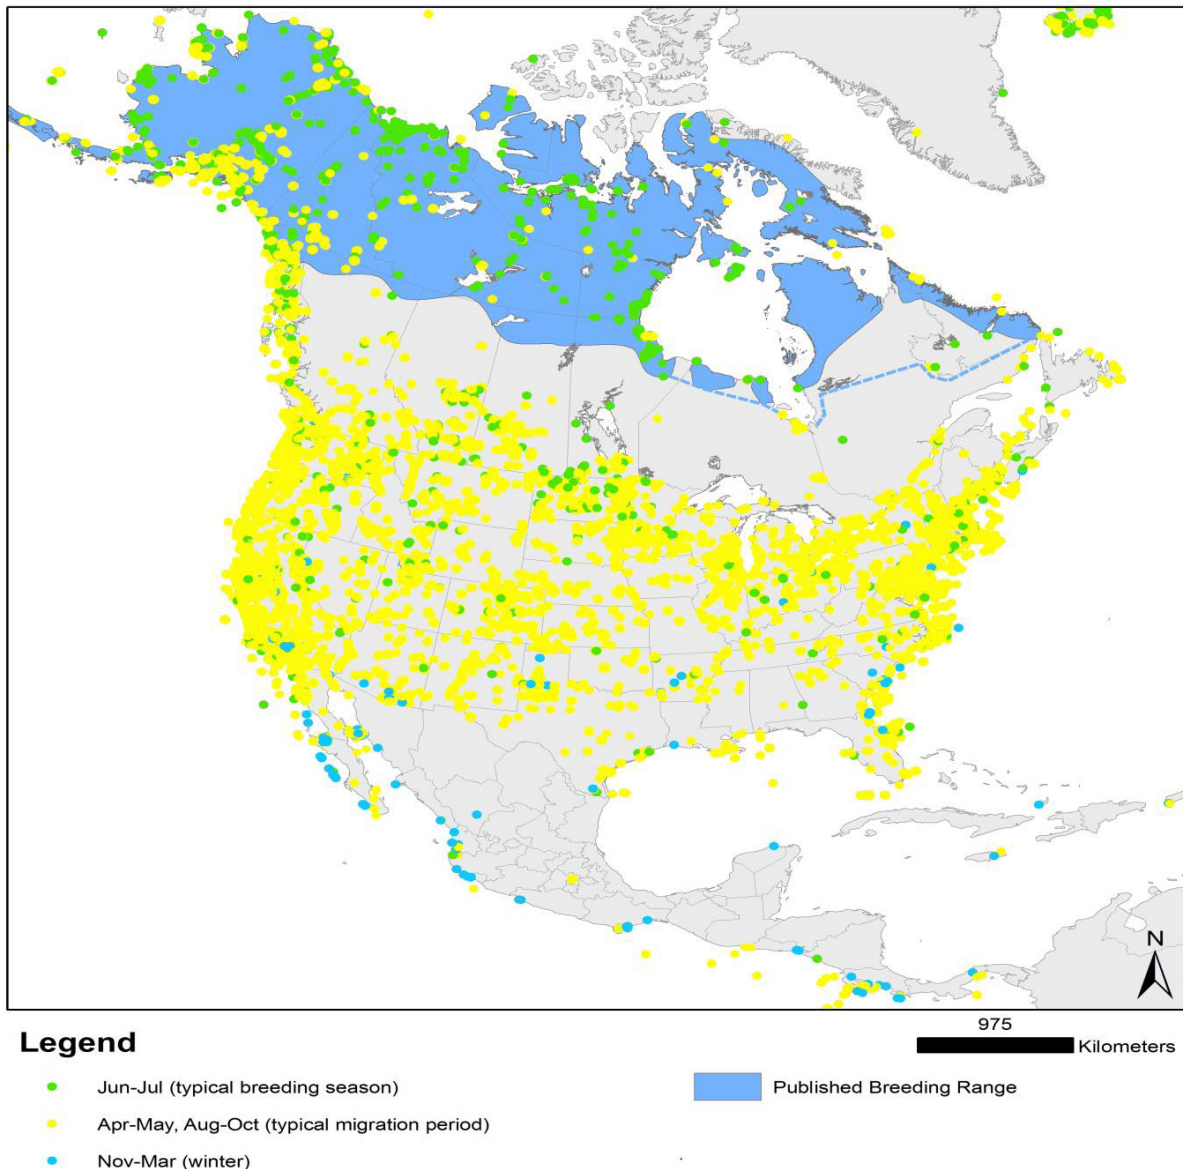 N
975
Kilometers
Legend
Jun-Jul (typical breeding season)
Published Breeding Range
Apr-May, Aug-Oct (typical migration period)
Nov-Mar (winter)